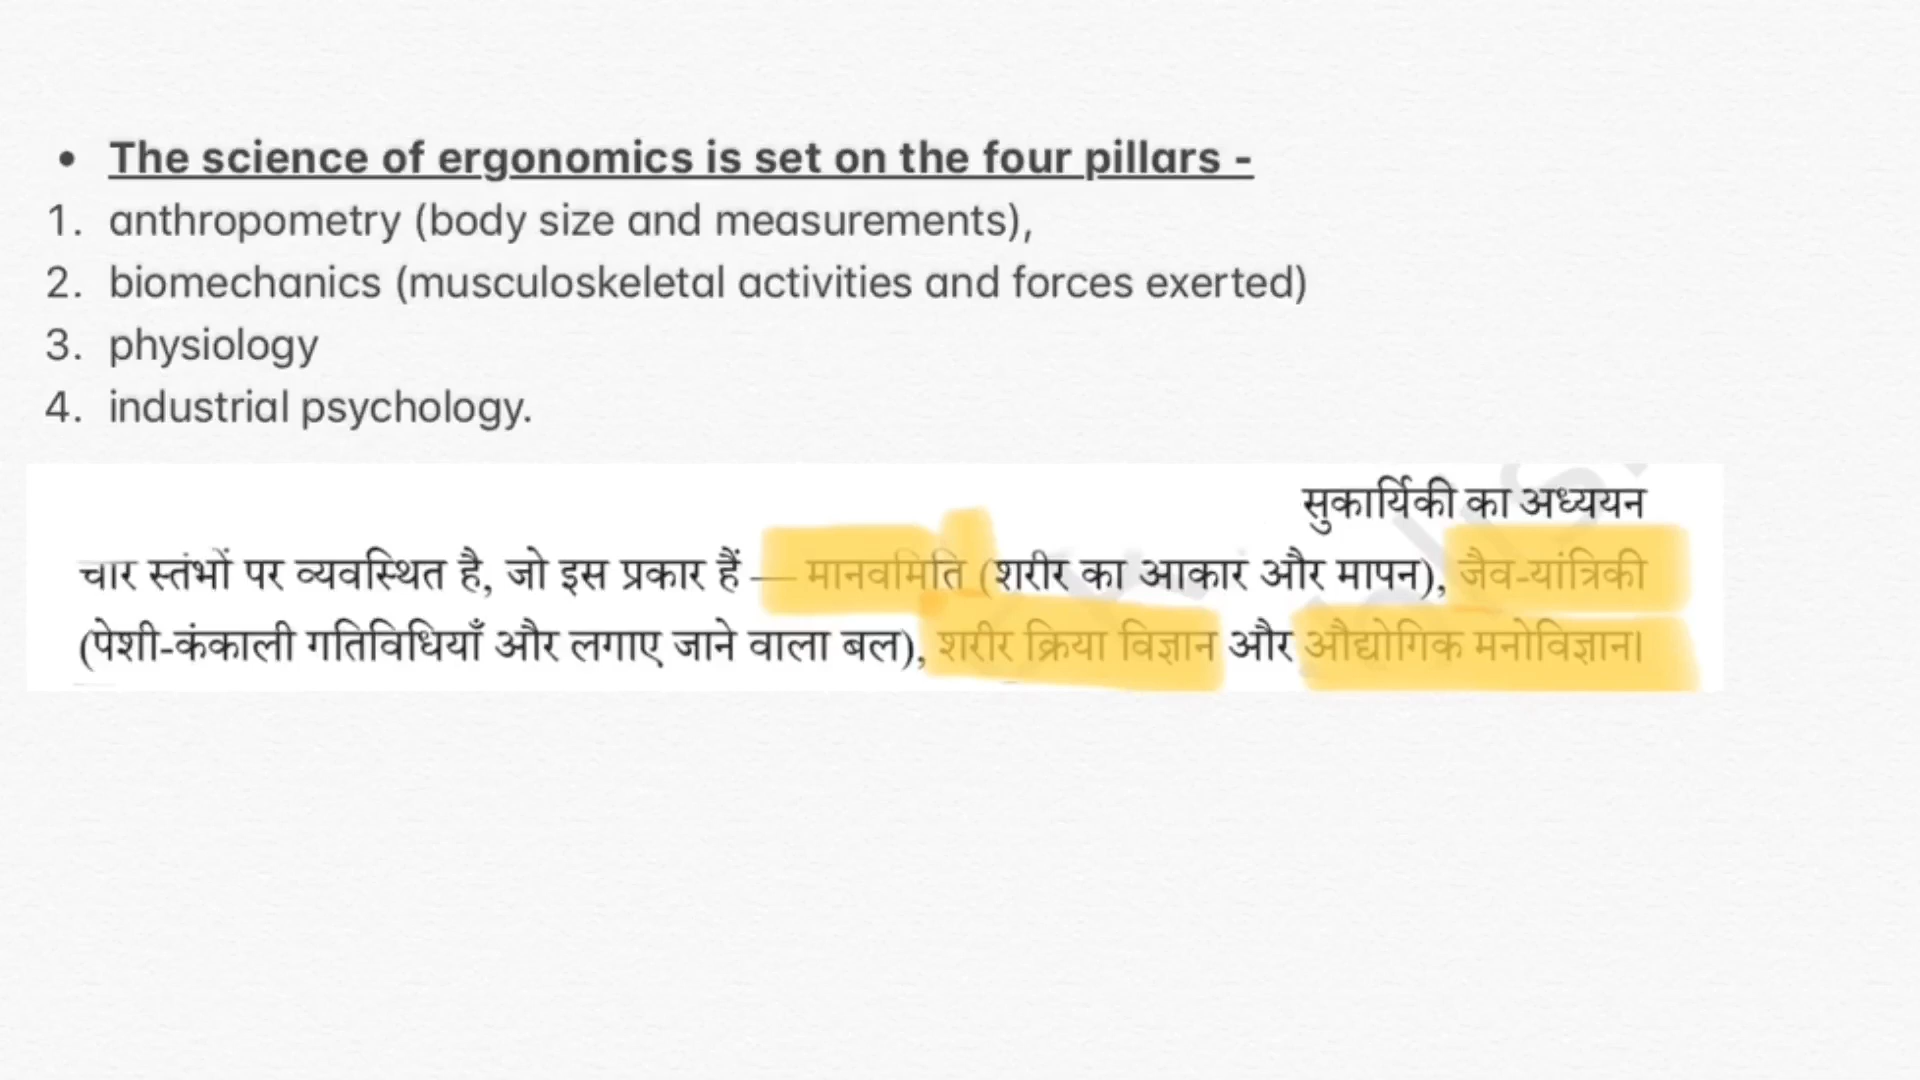 • The science of ergonomics is set on the four pillars -
1. anthropometry (body size and measurements),
2. biomechanics (musculoskeletal activities and forces exerted)
3. physiology
4. industrial psychology.
सुकार्यिकी का अध्ययन
चार स्तंभों पर व्यवस्थित है, जो इस प्रकार हैं — मानवमिति (शरीर का आकार और मापन), जैव-यांत्रिकी
(पेशी-कंकाली गतिविधियाँ और लगाए जाने वाला बल), शरीर क्रिया विज्ञान और औद्योगिक मनोविज्ञान।